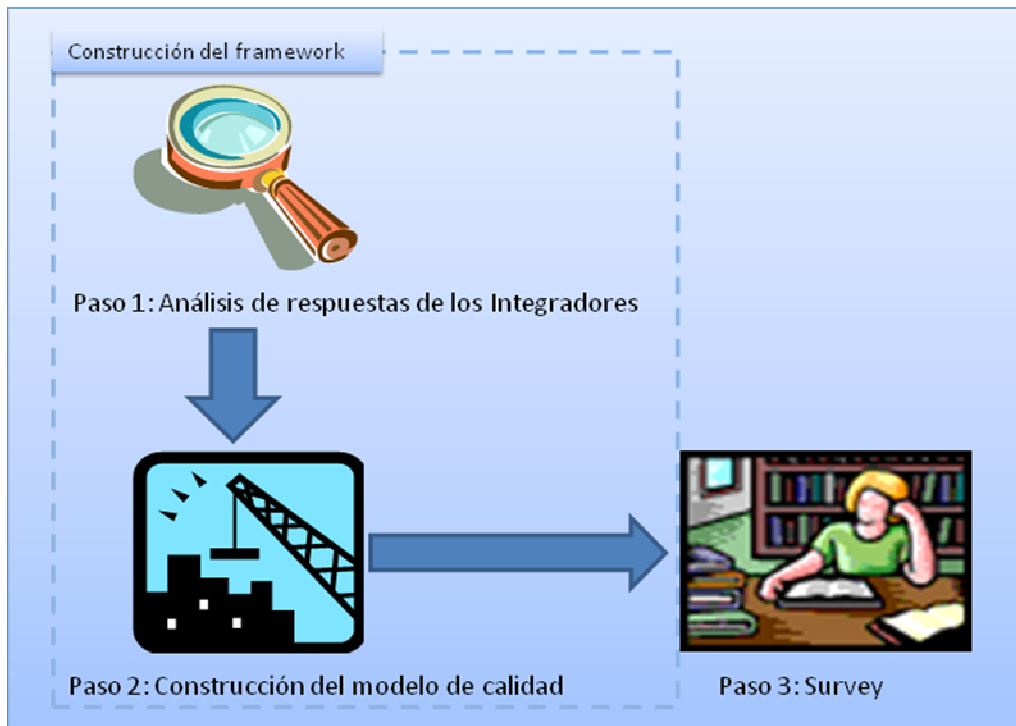 Construcción del framework
Paso 1: Análisis de respuestas de los Integradores
Paso 2: Construcción del modelo de calidad
Paso 3: Survey